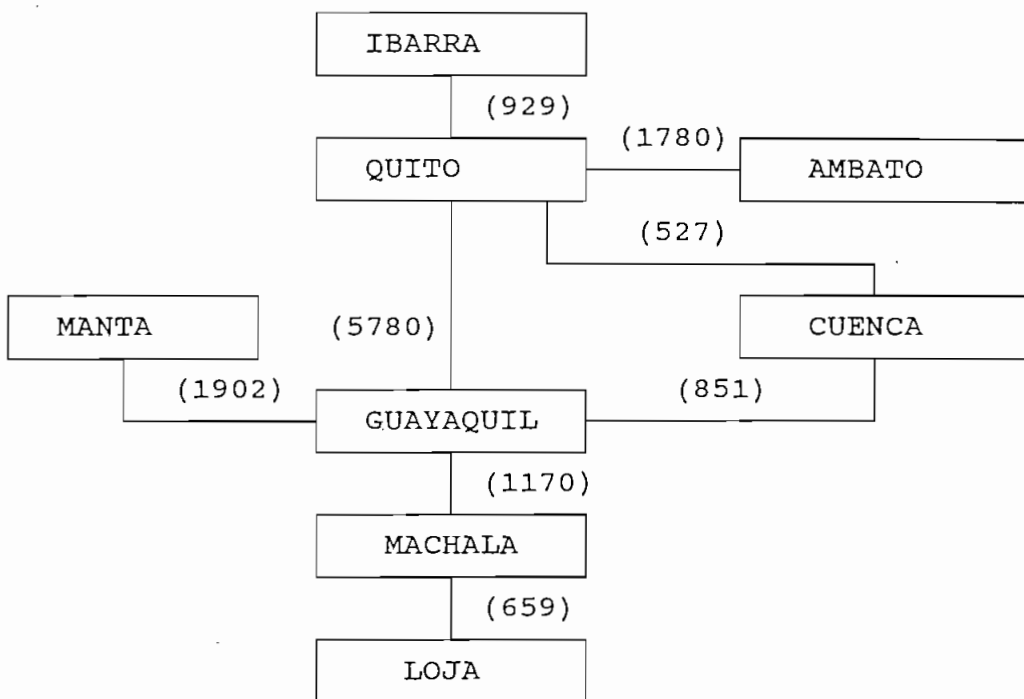 IBARRA
(929)
(1780)
QUITO
AMBATO
(527)
MANTA
(5780)
CUENCA
(1902)
(851)
GUAYAQUIL
(1170)
MACHALA
(659)
LOJA